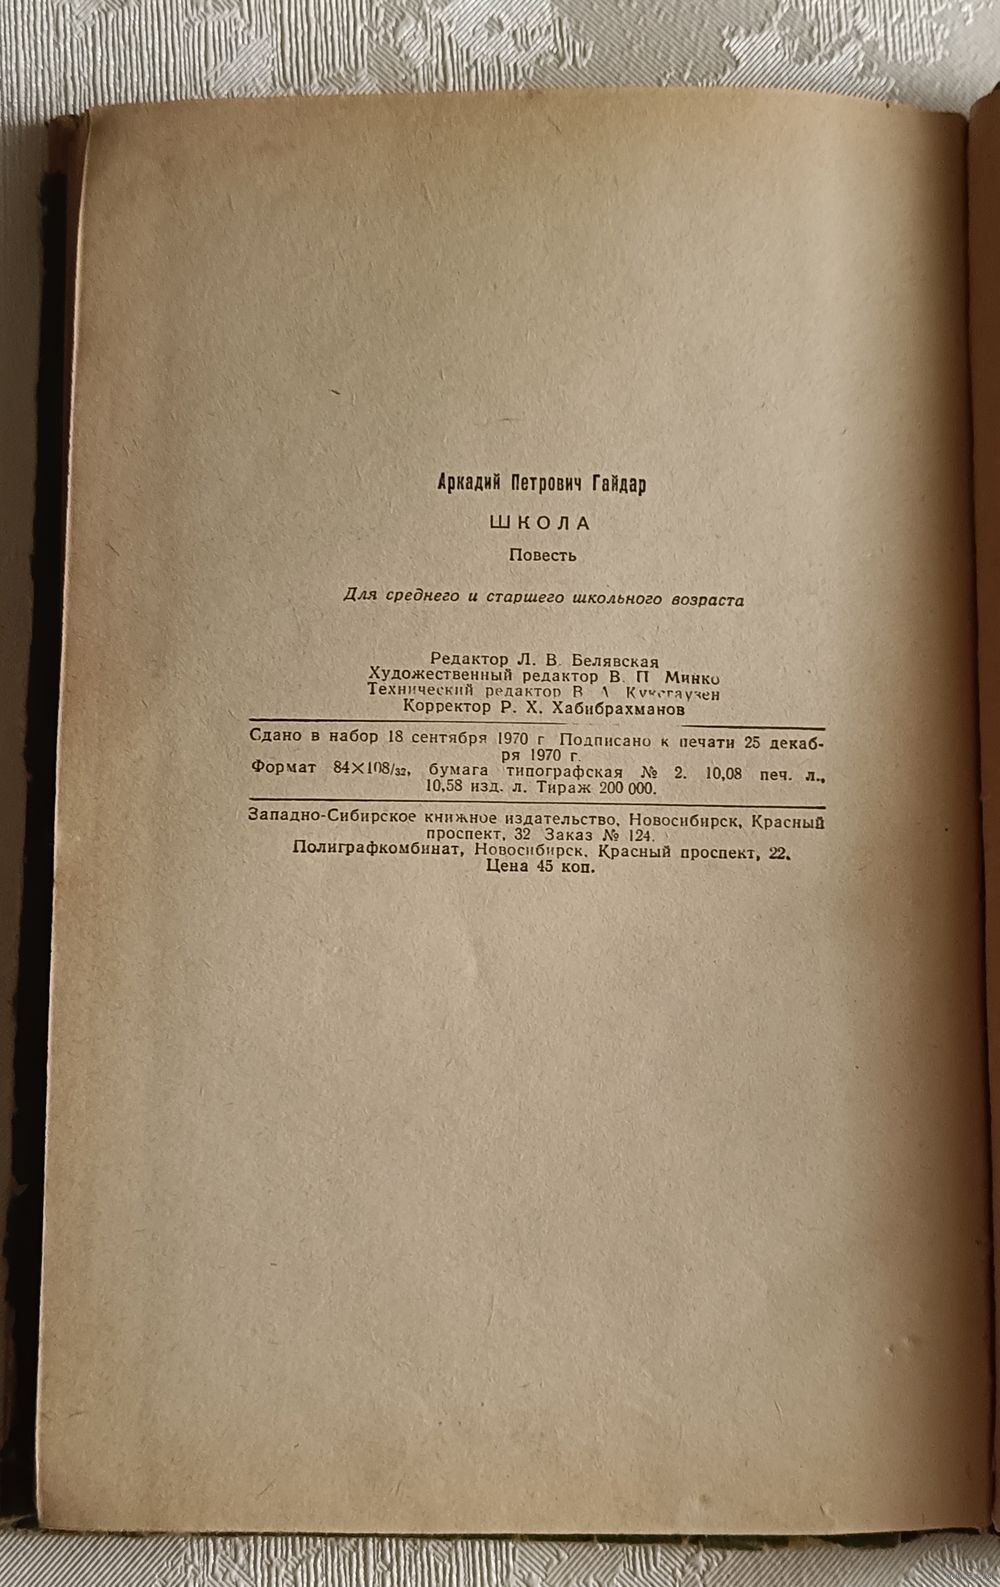 Аркадий Петрович Гайдар
ШКОЛА
Повесть
Для среднего и старшего школьного возраста
Редактор Л. В. Белявская
Художественный редактор В. П Минко
Технический редактор В
Корректор Р. Х. Хабибрахманов
Сдано в набор 18 сентября 1970 г Подписано к печати 25 декаб-
ря 1970 г.
Формат 84×108/32, бумага типографская № 2. 10,08 печ. л.,
10,58 изд. л. Тираж 200 000.
Западно-Сибирское книжное издательство, Новосибирск, Красный
проспект, 32 Заказ № 124.
Полиграфкомбинат, Новосибирск, Красный проспект, 22.
Цена 45 коп.